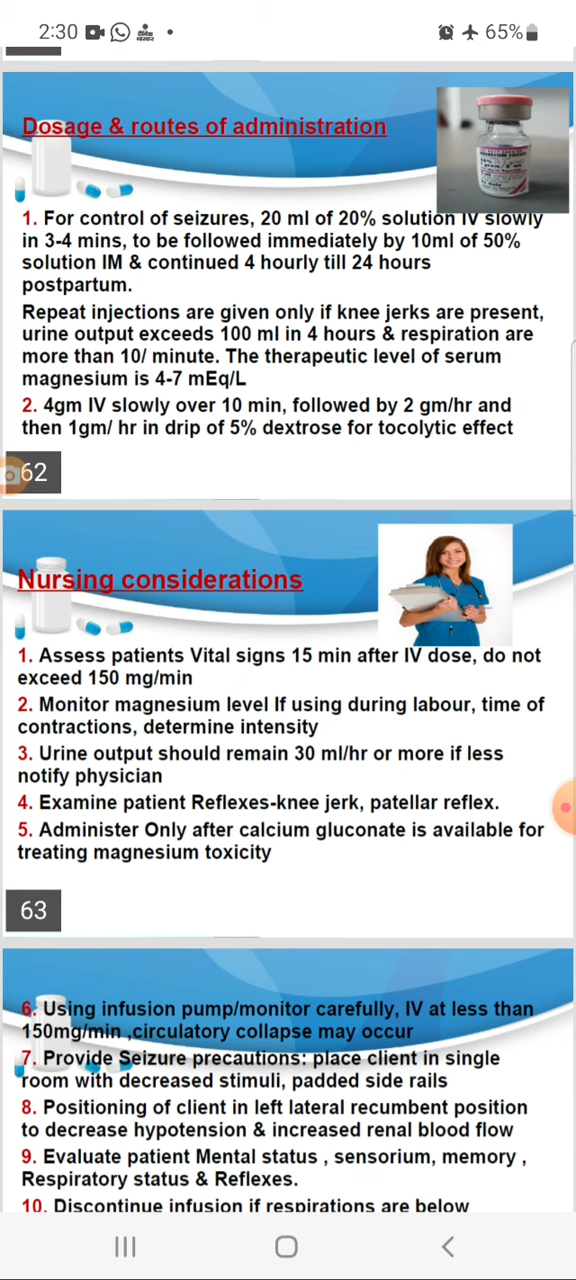 2:30
65%
Dosage & routes of administration
1. For control of seizures, 20 ml of 20% solution IV slowly
in 3-4 mins, to be followed immediately by 10ml of 50%
solution IM & continued 4 hourly till 24 hours
postpartum.
Repeat injections are given only if knee jerks are present,
urine output exceeds 100 ml in 4 hours & respiration are
more than 10/ minute. The therapeutic level of serum
magnesium is 4-7 mEq/L
2. 4gm IV slowly over 10 min, followed by 2 gm/hr and
then 1gm/ hr in drip of 5% dextrose for tocolytic effect
62
Nursing considerations
1. Assess patients Vital signs 15 min after IV dose, do not
exceed 150 mg/min
2. Monitor magnesium level If using during labour, time of
contractions, determine intensity
3. Urine output should remain 30 ml/hr or more if less
notify physician
4. Examine patient Reflexes-knee jerk, patellar reflex.
5. Administer Only after calcium gluconate is available for
treating magnesium toxicity
63
6. Using infusion pump/monitor carefully, IV at less than
150mg/min ,circulatory collapse may occur
7. Provide Seizure precautions: place client in single
room with decreased stimuli, padded side rails
8. Positioning of client in left lateral recumbent position
to decrease hypotension & increased renal blood flow
9. Evaluate patient Mental status , sensorium, memory ,
Respiratory status & Reflexes.
10. Discontinue infusion if respirations are below